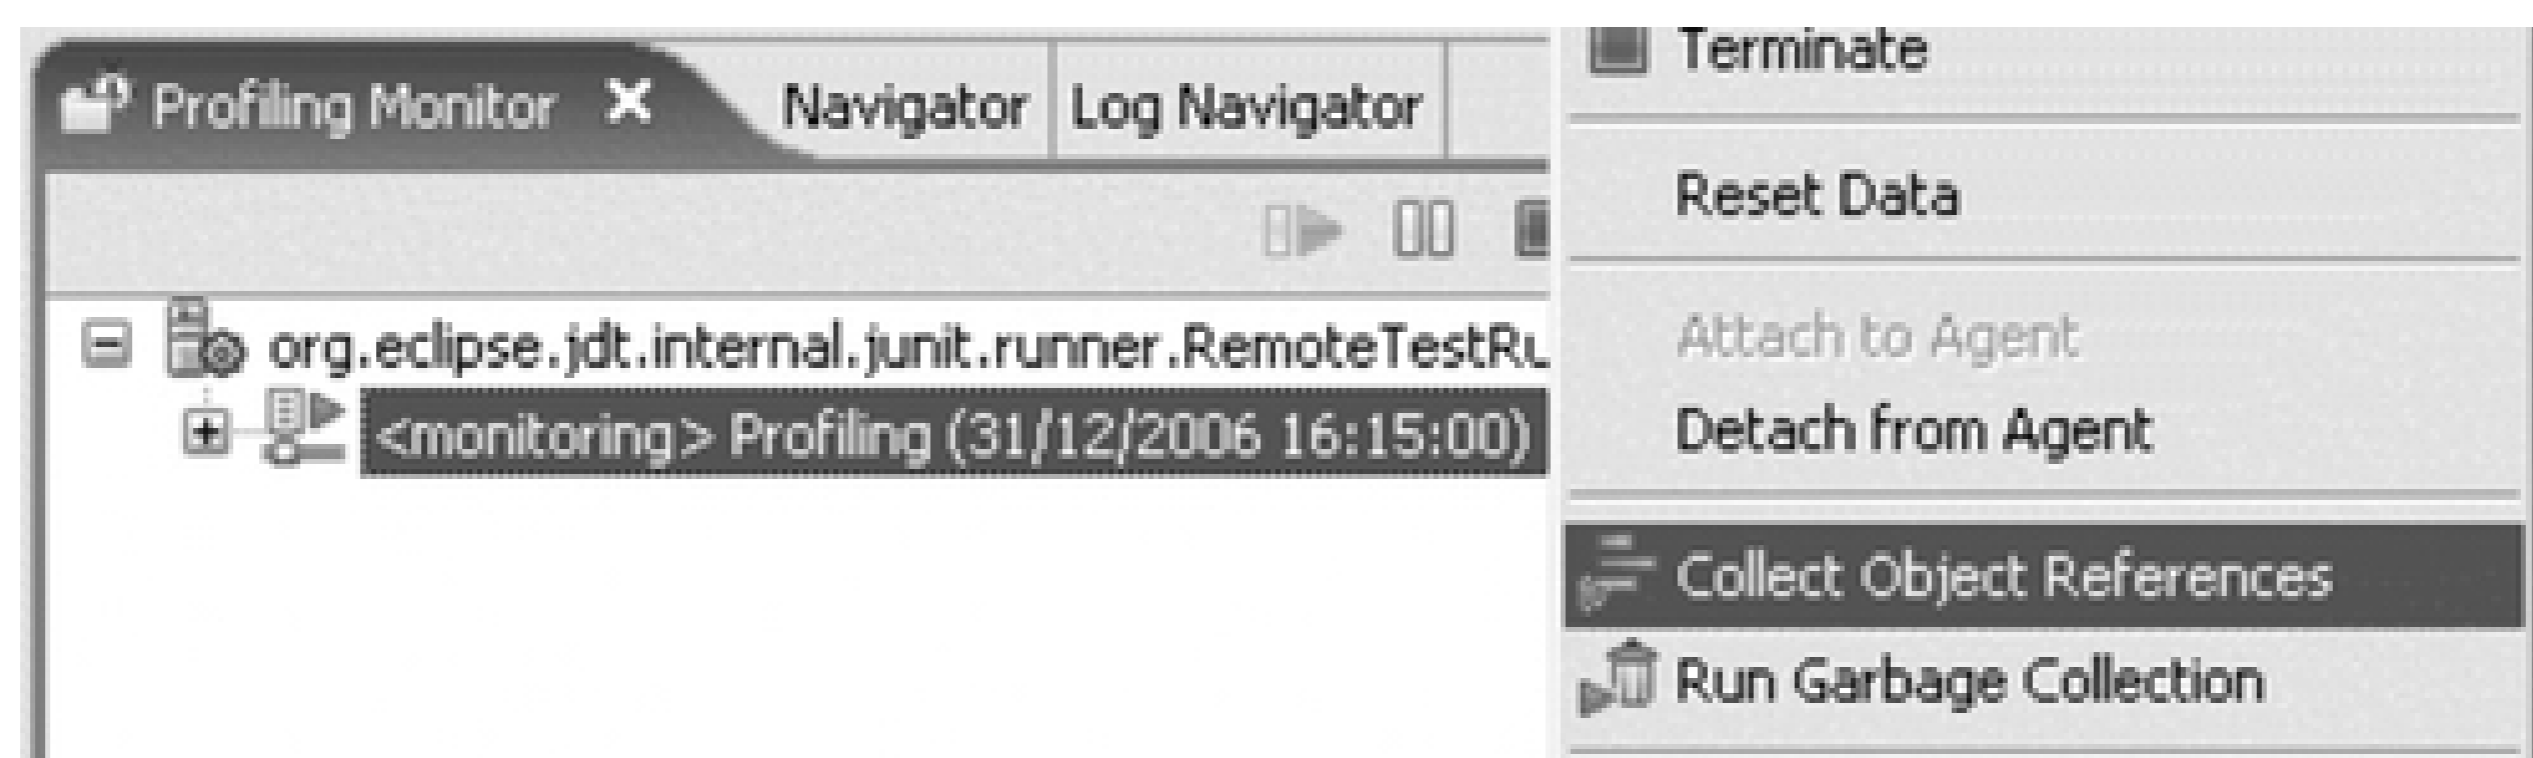 Profiling Monitor Navigator Log Navigator
org.eclipse.jdt.internal.junit.runner.RemoteTestRu
<monitoring> Profiling (31/12/2006 16:15:00)
Terminate
Reset Data
Attach to Agent
Detach from Agent
Collect Object References
Run Garbage Collection